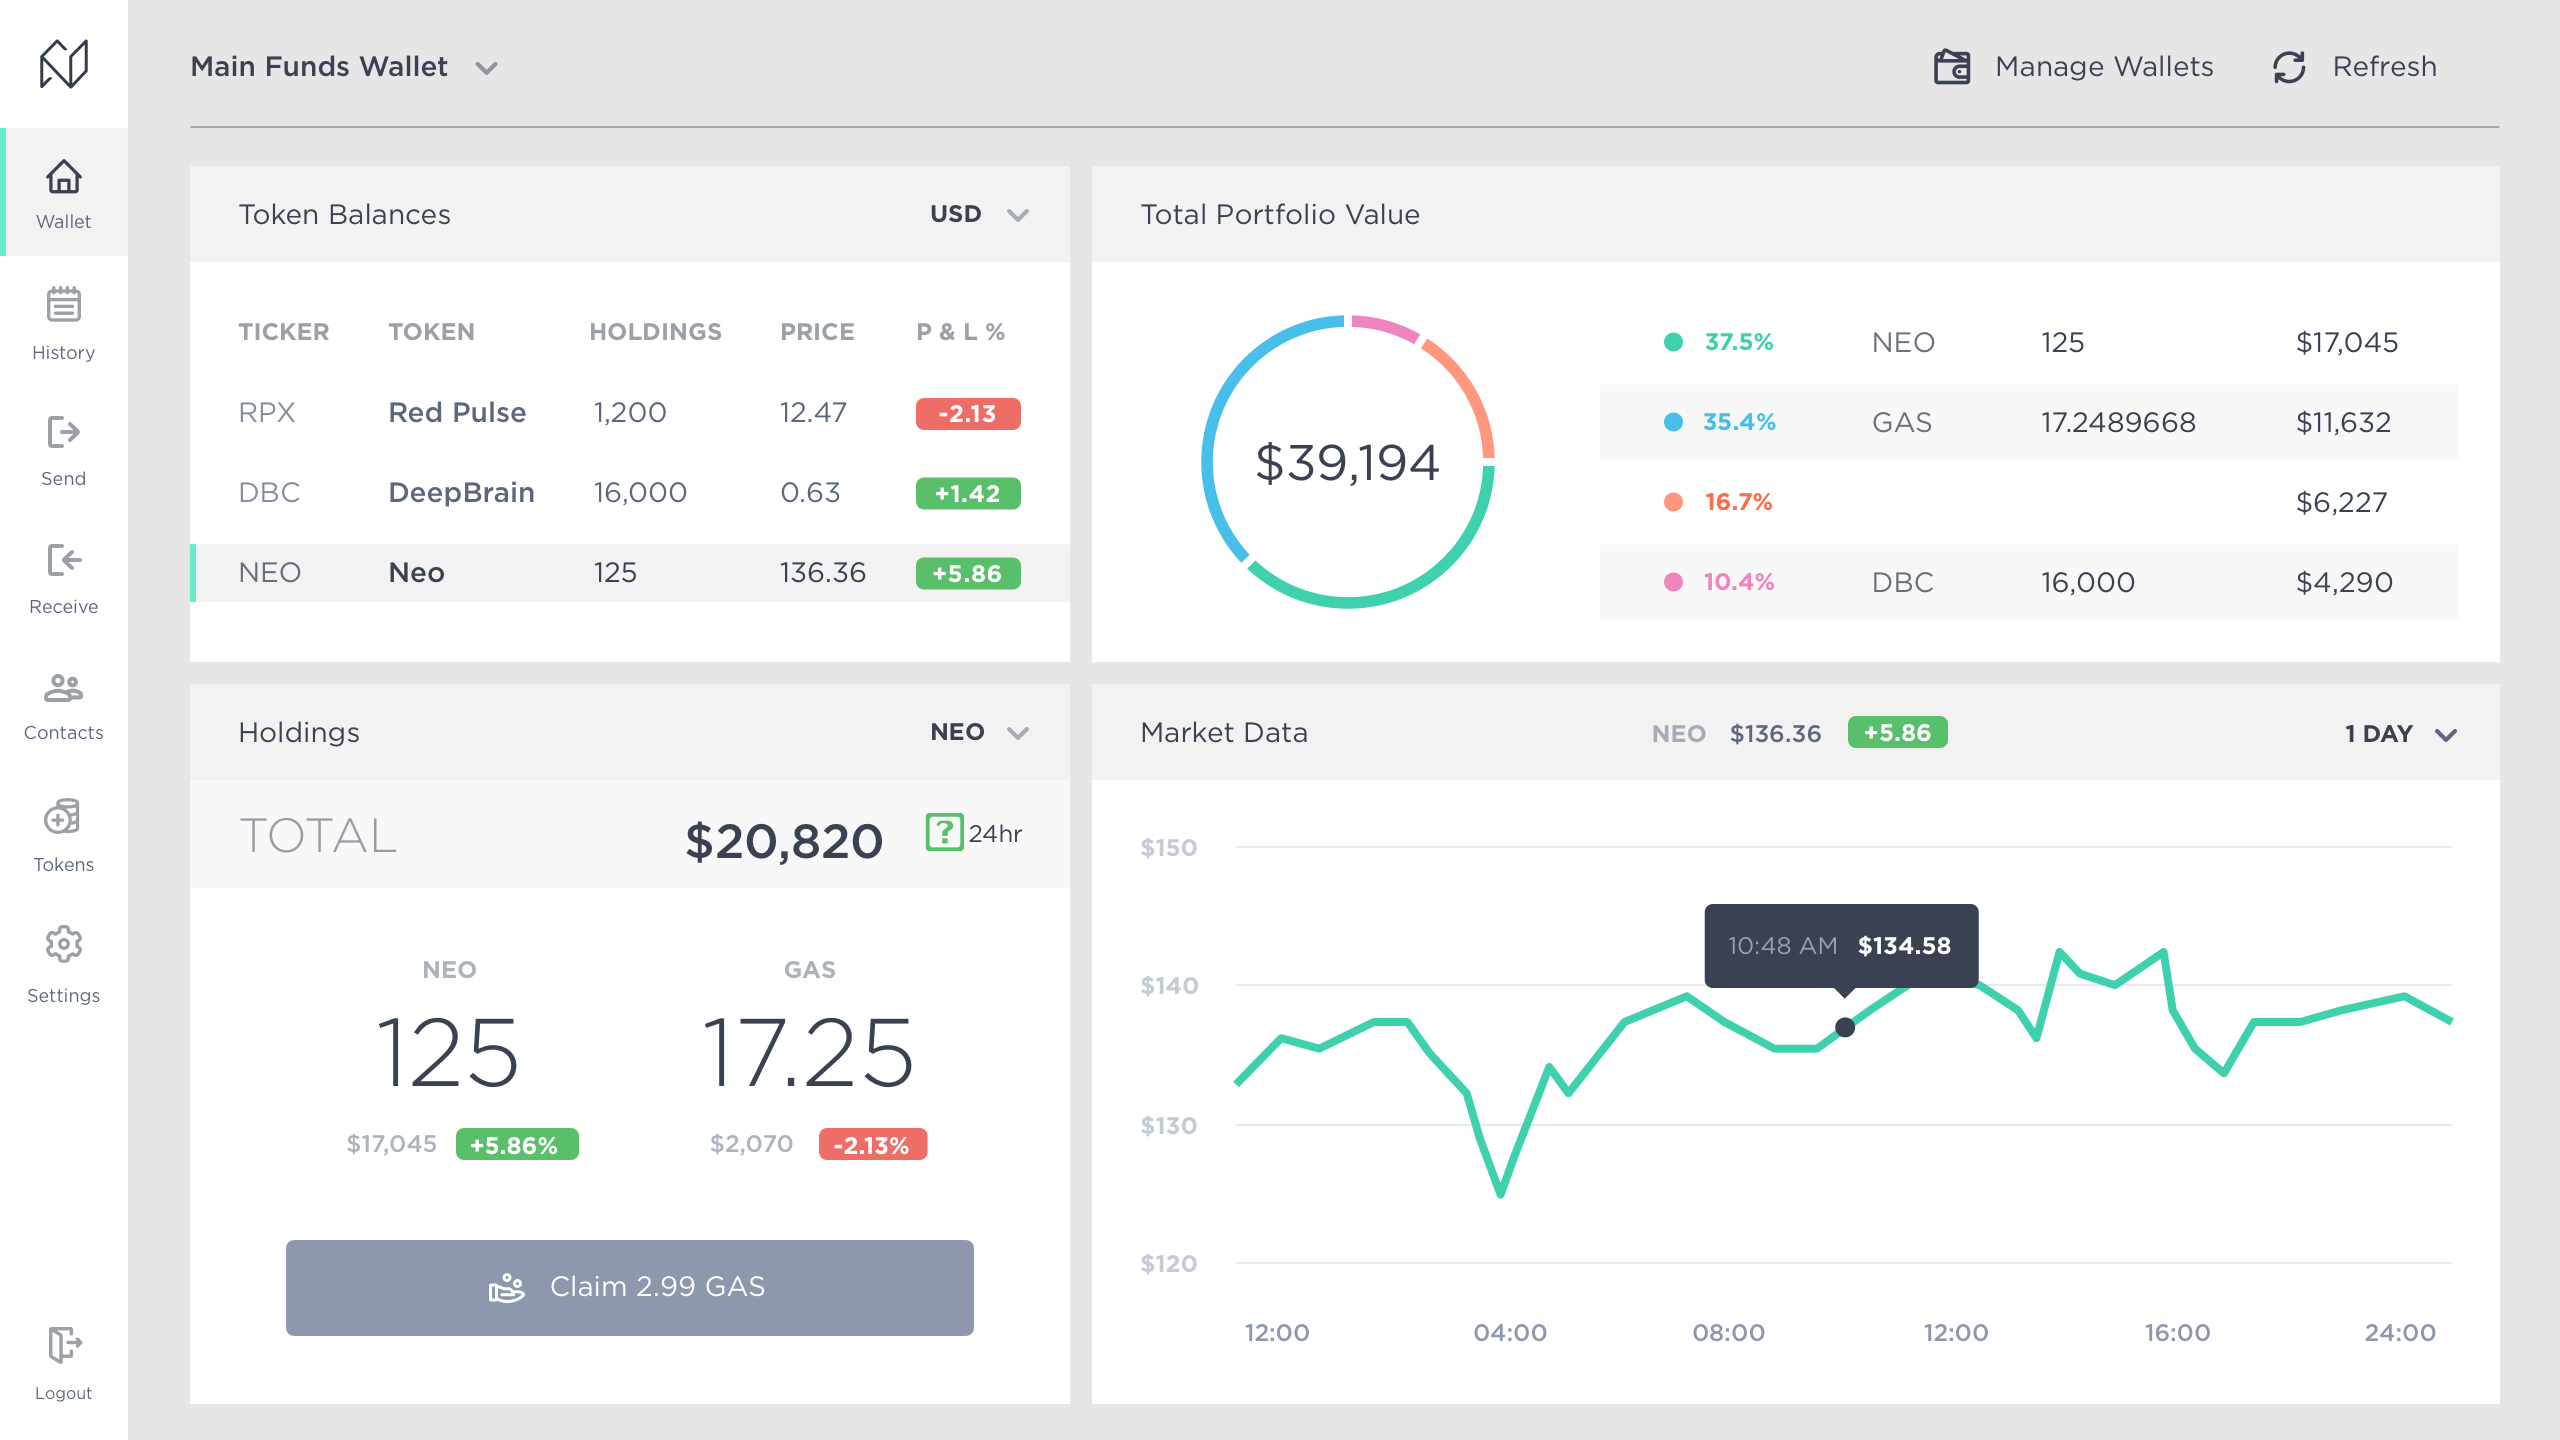 Main Funds Wallet
Manage Wallets
Refresh
Wallet
History
Send
Receive
Contacts
Tokens
Settings
Logout
Token Balances
USD
TICKER TOKEN HOLDINGS PRICE P & L %
RPX Red Pulse 1,200 12.47 -2.13
DBC DeepBrain 16,000 0.63 +1.42
NEO Neo 125 136.36 +5.86
Total Portfolio Value
$39,194
37.5% NEO 125 $17,045
35.4% GAS 17.2489668 $11,632
16.7% $6,227
10.4% DBC 16,000 $4,290
Holdings
NEO
TOTAL $20,820 ? 24hr
NEO GAS
125 17.25
$17,045 +5.86% $2,070 -2.13%
Claim 2.99 GAS
Market Data
NEO $136.36 +5.86
1 DAY
$150
10:48 AM $134.58
$140
$130
$120
12:00 04:00 08:00 12:00 16:00 24:00